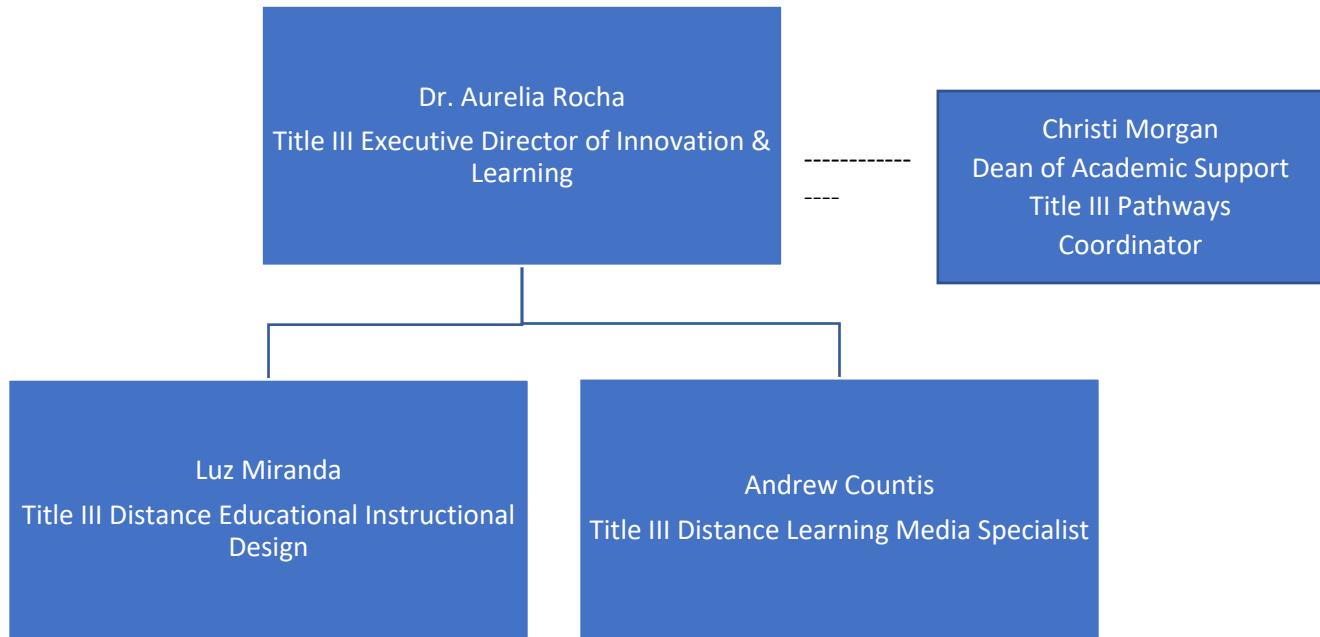 Dr. Aurelia Rocha
Title III Executive Director of Innovation &
Learning
Christi Morgan
Dean of Academic Support
Title III Pathways
Coordinator
Luz Miranda
Title III Distance Educational Instructional
Design
Andrew Countis
Title III Distance Learning Media Specialist